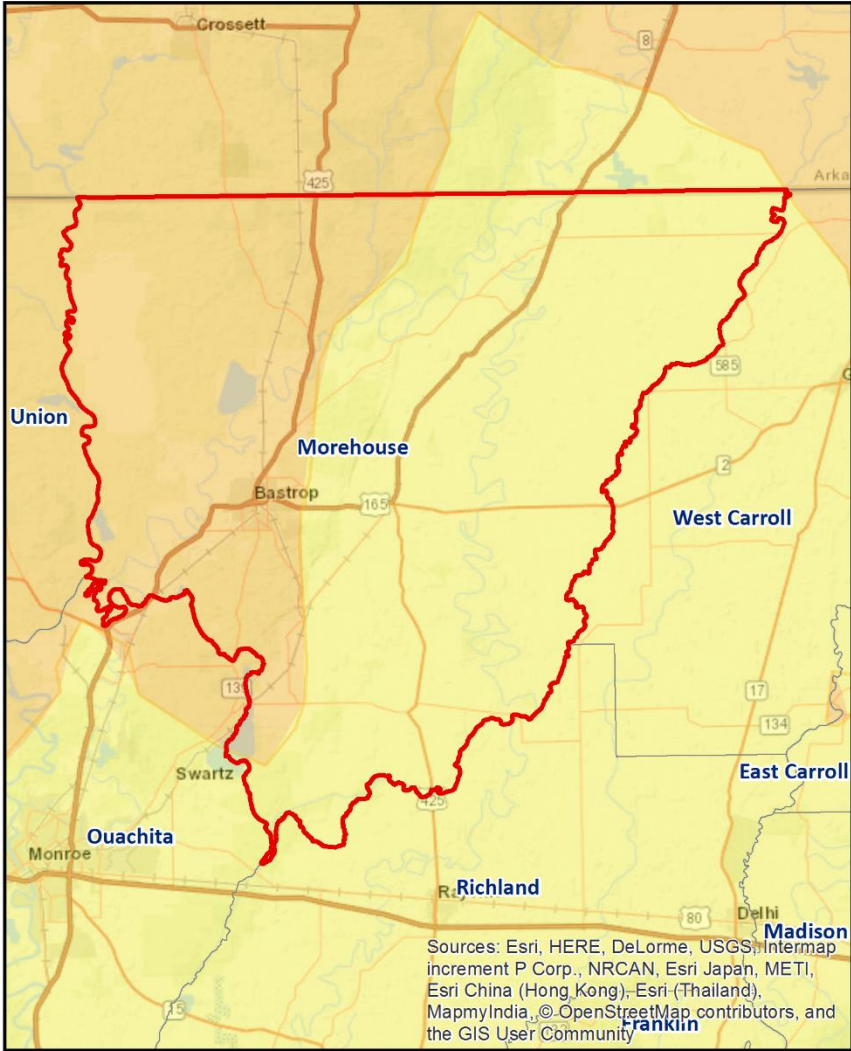 Crossett
8
425
Arka
585
Union
Morehouse
2
Bastrop
165
West Carroll
139
17
134
East Carroll
Swartz
425
Ouachita
Monroe
Richland
80
Delhi
Madison
Sources: Esri, HERE, DeLorme, USGS, Intermap
increment P Corp., NRCAN, Esri Japan, METI,
Esri China (Hong Kong), Esri (Thailand),
MapmyIndia, © OpenStreetMap contributors, and
the GIS User Community
Franklin
15